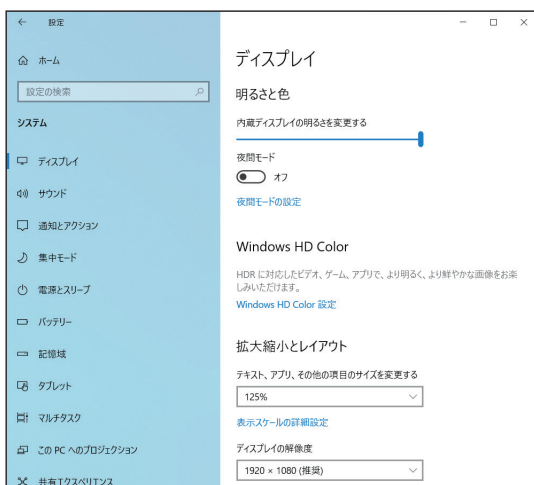 設定
ホーム
設定の検索
システム
ディスプレイ
サウンド
通知とアクション
集中モード
電源とスリープ
バッテリー
記憶域
タブレット
マルチタスク
この PC へのプロジェクション
共有エクスペリエンス
ディスプレイ
明るさと色
内蔵ディスプレイの明るさを変更する
夜間モード
オフ
夜間モードの設定
Windows HD Color
HDR に対応したビデオ、ゲーム、アプリで、より明るく、より鮮やかな画像をお楽
しみいただけます。
Windows HD Color 設定
拡大縮小とレイアウト
テキスト、アプリ、その他の項目のサイズを変更する
125%
表示スケールの詳細設定
ディスプレイの解像度
1920 × 1080 (推奨)